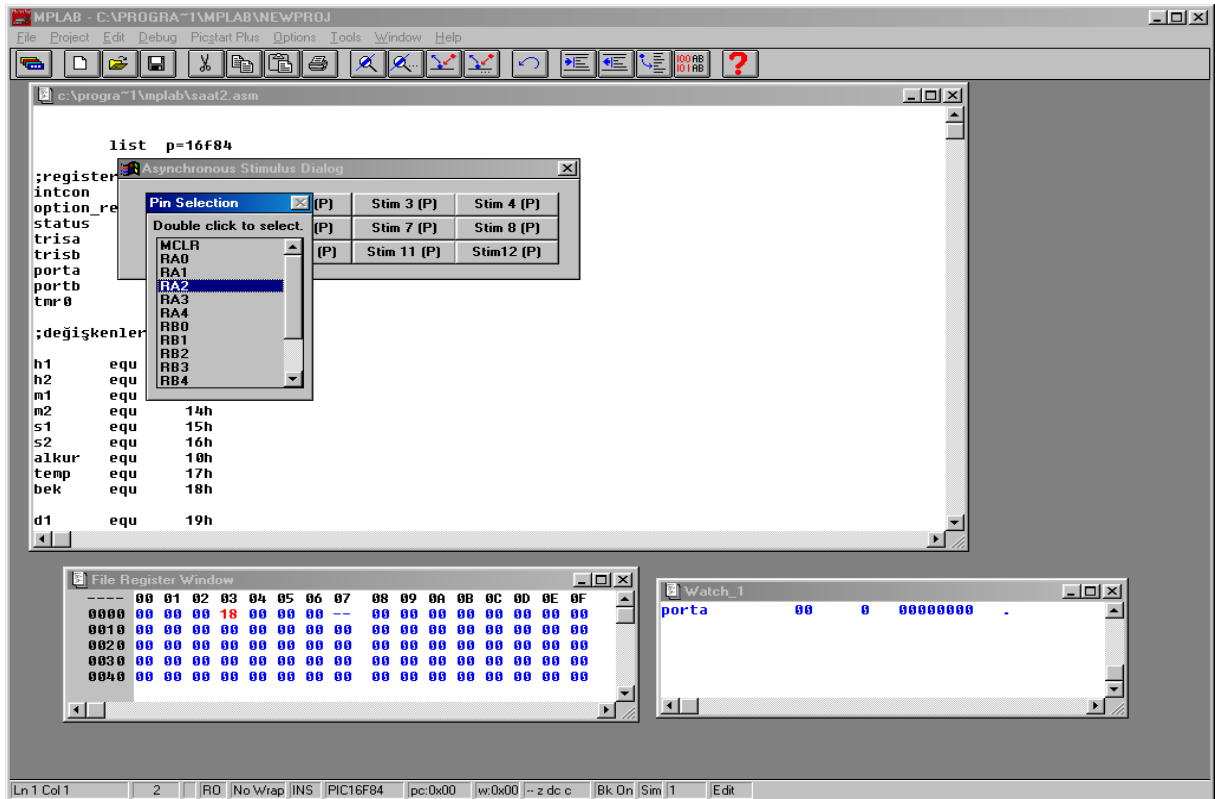 MPLAB - C:\PROGRA~1\MPLAB\NEWPROJ
File Project Edit Debug Picstart Plus Options Tools Window Help
c:\progra~1\mplab\saat2.asm
list p=16f84
;register
intcon
option_re
status
trisa
trisb
porta
portb
tmr0
;değişkenler
h1 equ
h2 equ
m1 equ
m2 equ 14h
s1 equ 15h
s2 equ 16h
alkur equ 10h
temp equ 17h
bek equ 18h
d1 equ 19h
Asynchronous Stimulus Dialog
(P) Stim 3 (P) Stim 4 (P)
(P) Stim 7 (P) Stim 8 (P)
(P) Stim 11 (P) Stim12 (P)
Pin Selection
Double click to select.
MCLR
RA0
RA1
RA2
RA3
RA4
RB0
RB1
RB2
RB3
RB4
File Register Window
---- 00 01 02 03 04 05 06 07 08 09 0A 0B 0C 0D 0E 0F
0000 00 00 00 18 00 00 00 -- 00 00 00 00 00 00 00 00
0010 00 00 00 00 00 00 00 00 00 00 00 00 00 00 00 00
0020 00 00 00 00 00 00 00 00 00 00 00 00 00 00 00 00
0030 00 00 00 00 00 00 00 00 00 00 00 00 00 00 00 00
0040 00 00 00 00 00 00 00 00 00 00 00 00 00 00 00 00
Watch_1
porta 00 0 00000000 .
Ln 1 Col 1 2 RO No Wrap INS PIC16F84 pc:0x00 w:0x00 -- z dc c Bk On Sim 1 Edit